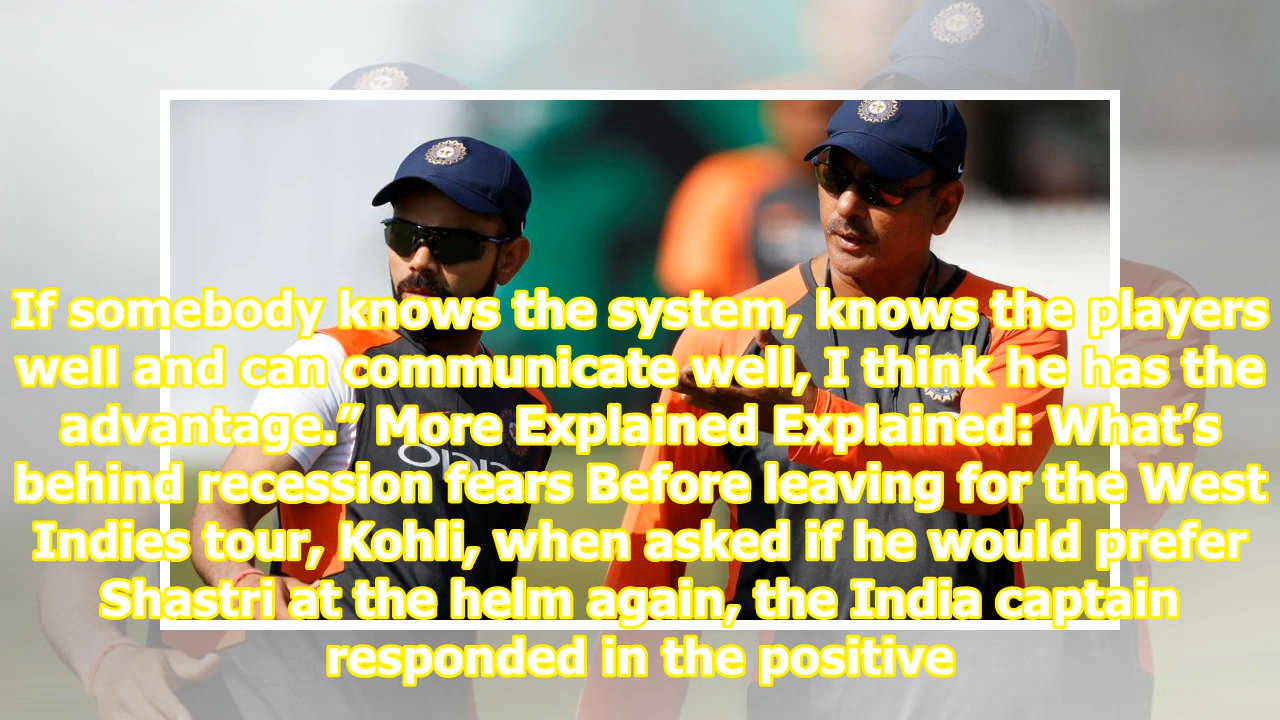 If somebody knows the system, knows the players
well and can communicate well, I think he has the
advantage.” More Explained Explained: What’s
behind recession fears Before leaving for the West
Indies tour, Kohli, when asked if he would prefer
Shastri at the helm again, the India captain
responded in the positive
oppo